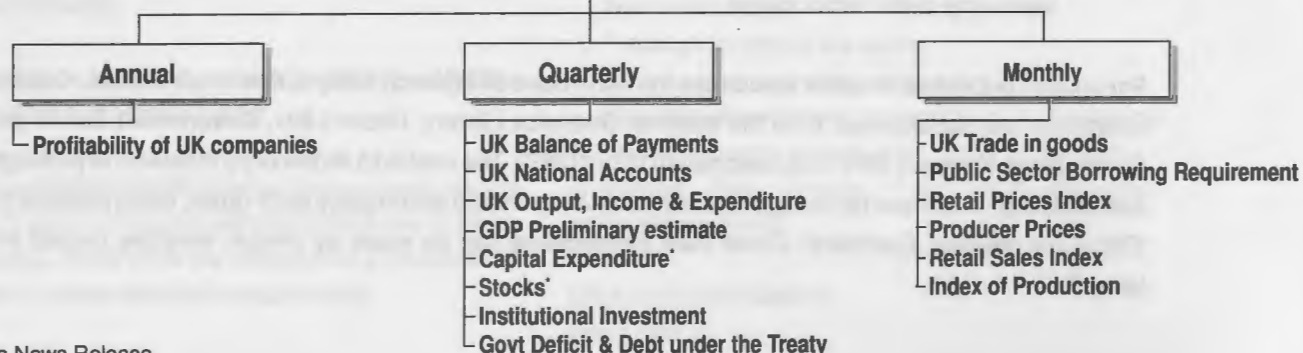 Annual
Profitability of UK companies
Quarterly
UK Balance of Payments
UK National Accounts
UK Output, Income & Expenditure
GDP Preliminary estimate
Capital Expenditure*
Stocks*
Institutional Investment
Govt Deficit & Debt under the Treaty
Monthly
UK Trade in goods
Public Sector Borrowing Requirement
Retail Prices Index
Producer Prices
Retail Sales Index
Index of Production
News Release